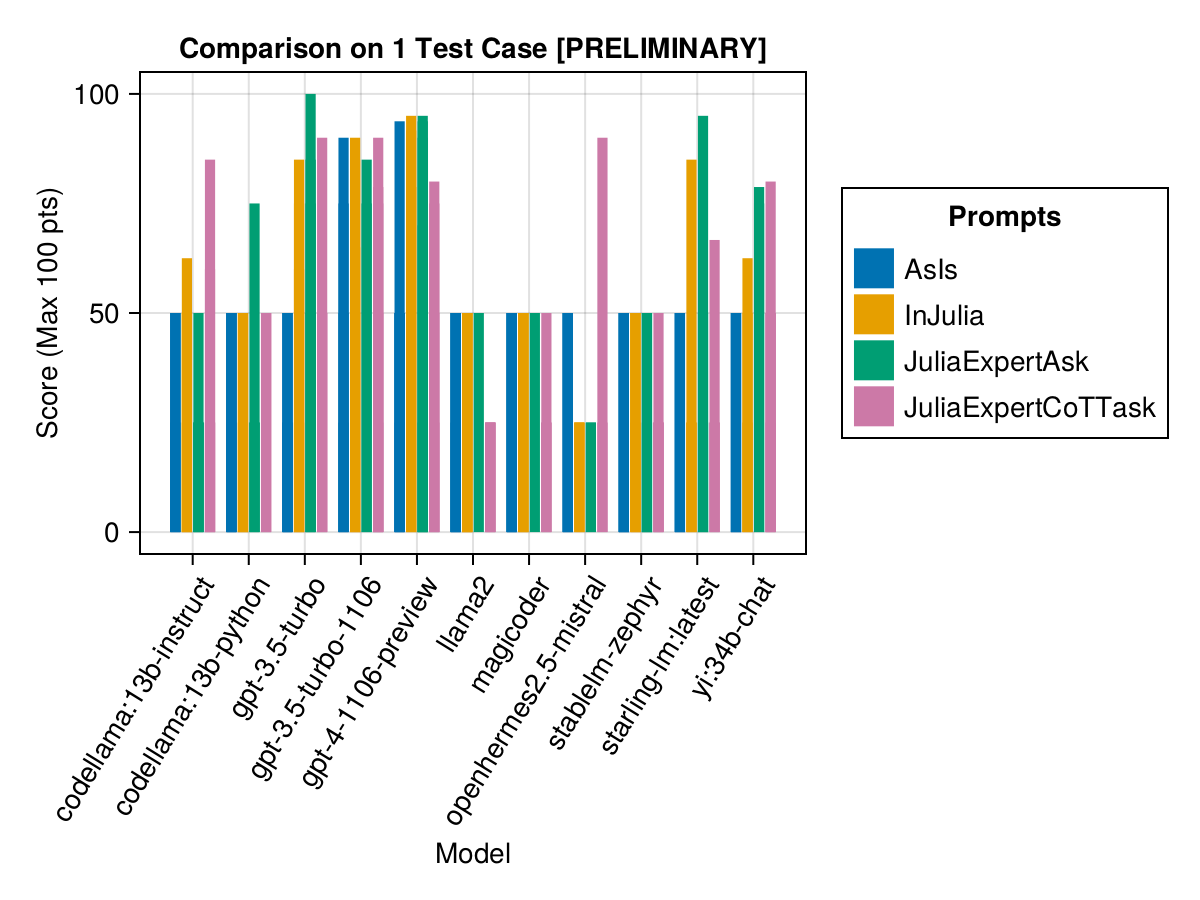 Comparison on 1 Test Case [PRELIMINARY]
Score (Max 100 pts)
100
50
0
codellama:13b-instruct
codellama:13b-python
gpt-3.5-turbo
gpt-3.5-turbo-1106
gpt-4-1106-preview
llama2
magicoder
openhermes2.5-mistral
stablelm-zephyr
starling-lm:latest
yi:34b-chat
Model
Prompts
AsIs
InJulia
JuliaExpertAsk
JuliaExpertCoTTask